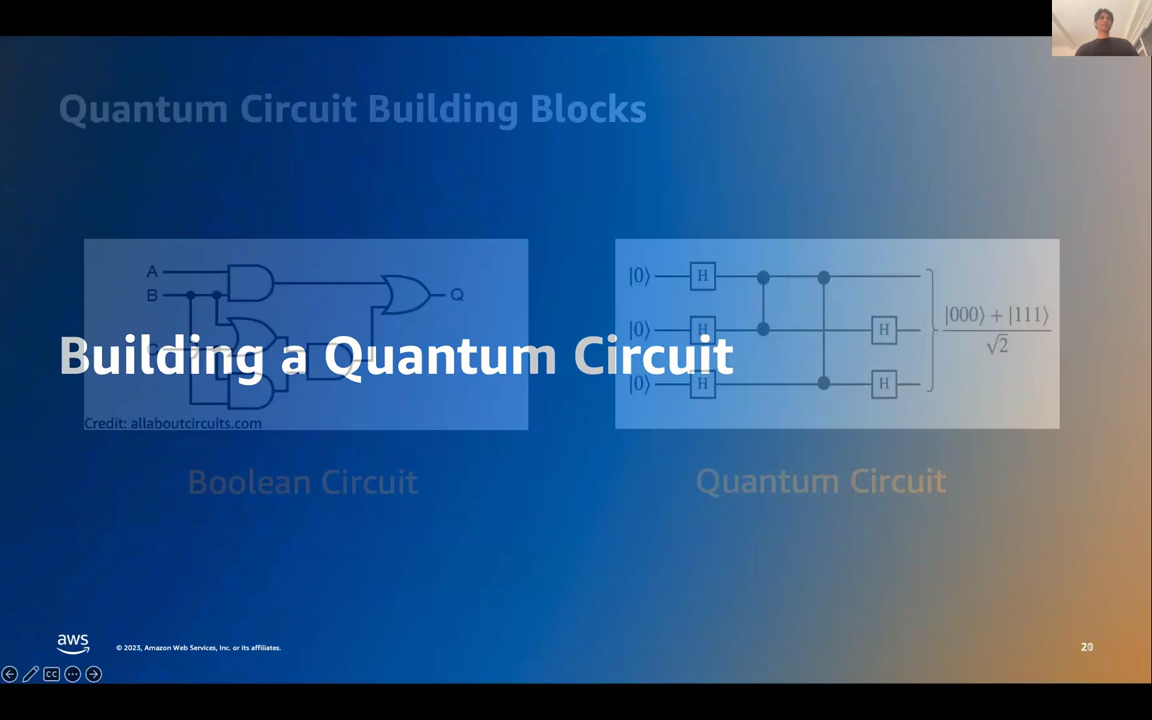 Quantum Circuit Building Blocks
A
B
Q
|0⟩ H
|0⟩ H H
|0⟩ H H
|000⟩ + |111⟩
√2
Building a Quantum Circuit
Credit: allaboutcircuits.com
Boolean Circuit
Quantum Circuit
aws
© 2023, Amazon Web Services, Inc. or its affiliates.
CC